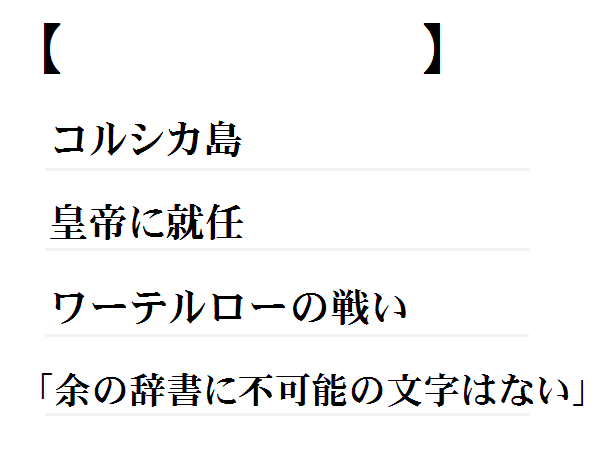 【　　　　　　　　　】
コルシカ島
皇帝に就任
ワーテルローの戦い
「余の辞書に不可能の文字はない」